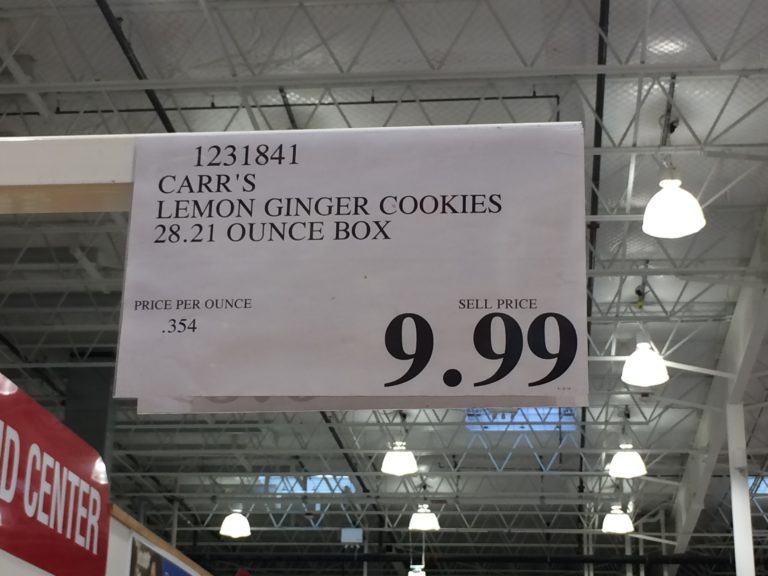 1231841
CARR'S
LEMON GINGER COOKIES
28.21 OUNCE BOX
PRICE PER OUNCE
.354
SELL PRICE
9.99
D CENTER